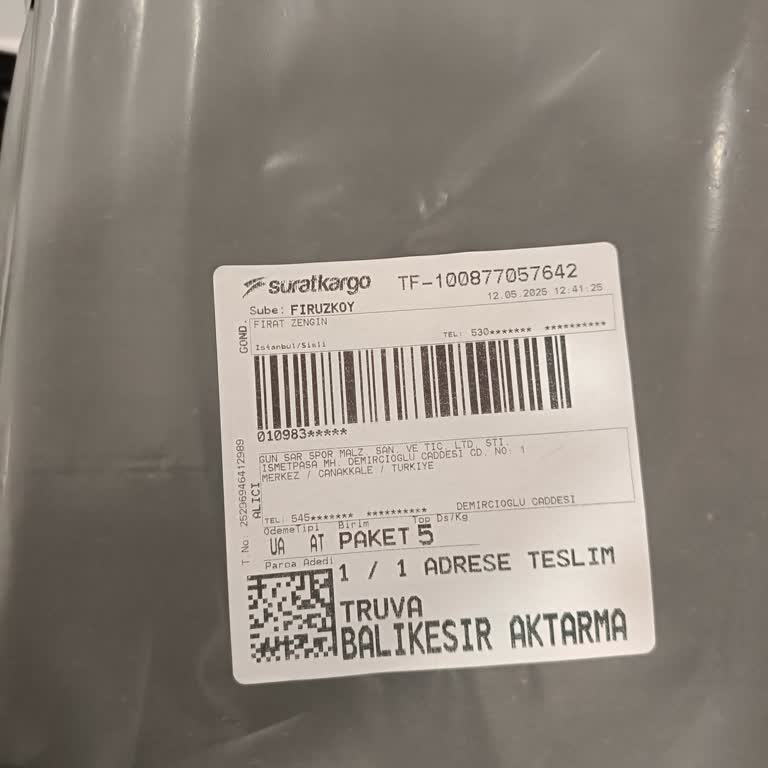 suratkargo TF-100877057642
12.05.2025 12:41:25
Sube: FIRUZKOY
GOND.
FIRAT ZENGIN
TEL: 530******* **********
Istanbul/Sisli
010983*****
T.No: 25296946412989
ALICI
GUN SAR SPOR MALZ. SAN. VE TIC. LTD. STI.
ISMETPASA MH. DEMIRCIOGLU CADDESI CD. NO: 1
MERKEZ / CANAKKALE / TURKIYE
DEMIRCIOGLU CADDESI
TEL: 545******* **********
OdemeTipi Birim Top Ds/Kg
UA AT PAKET 5
Parca Adedi
1 / 1 ADRESE TESLIM
TRUVA
BALIKESIR AKTARMA